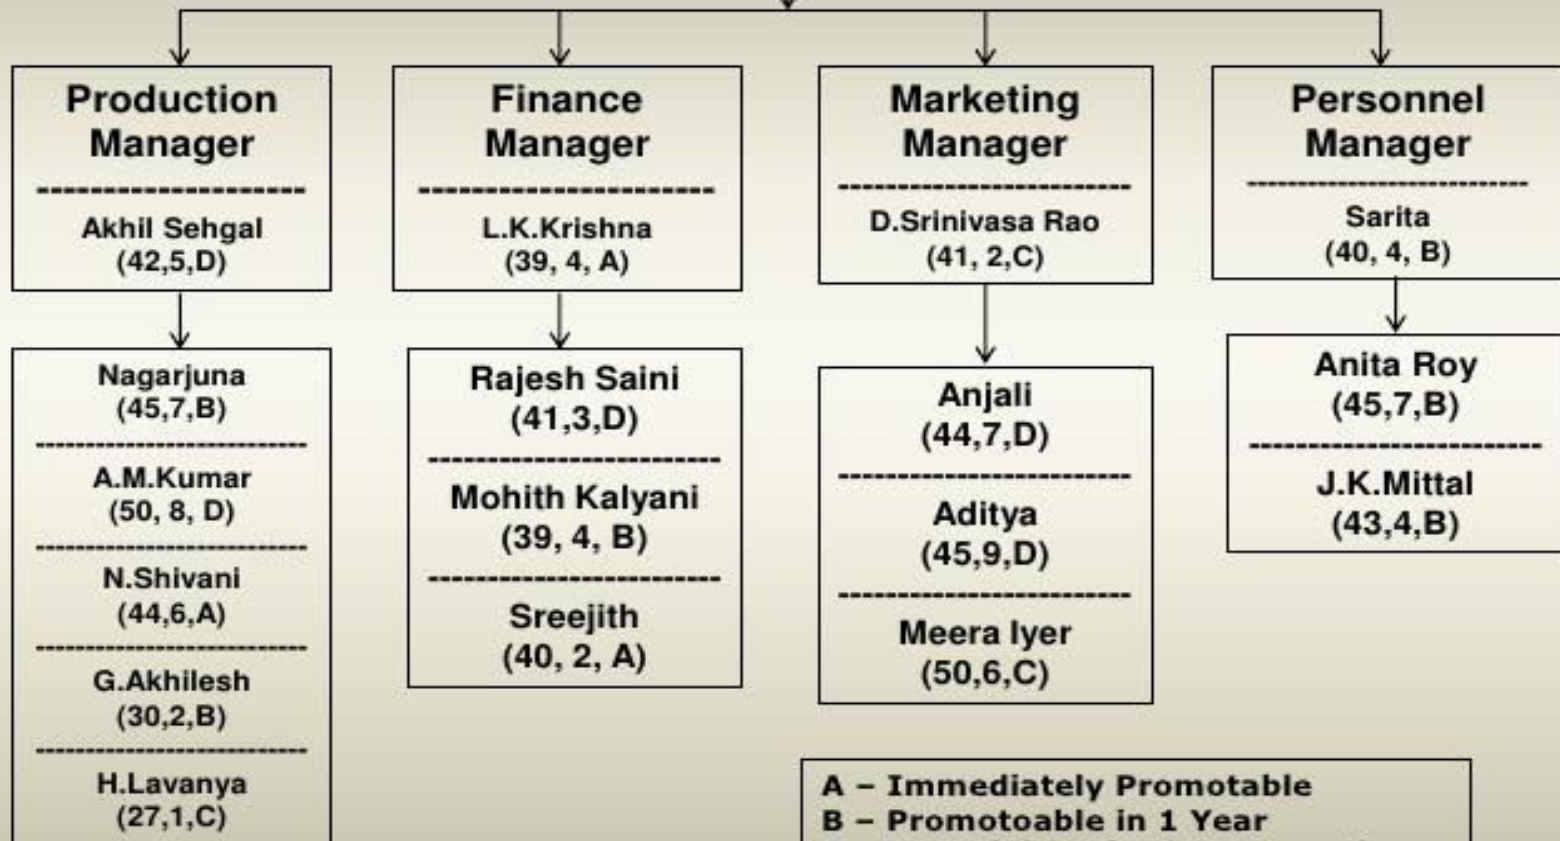 Production
Manager
--------------------
Akhil Sehgal
(42,5,D)
Finance
Manager
----------------------
L.K.Krishna
(39, 4, A)
Marketing
Manager
-------------------------
D.Srinivasa Rao
(41, 2,C)
Personnel
Manager
----------------------------
Sarita
(40, 4, B)
Nagarjuna
(45,7,B)
---------------------------
A.M.Kumar
(50, 8, D)
---------------------------
N.Shivani
(44,6,A)
---------------------------
G.Akhilesh
(30,2,B)
---------------------------
H.Lavanya
(27,1,C)
Rajesh Saini
(41,3,D)
-------------------------
Mohith Kalyani
(39, 4, B)
-------------------------
Sreejith
(40, 2, A)
Anjali
(44,7,D)
-------------------------
Aditya
(45,9,D)
-------------------------
Meera Iyer
(50,6,C)
Anita Roy
(45,7,B)
-------------------------
J.K.Mittal
(43,4,B)
A – Immediately Promotable
B – Promotoable in 1 Year